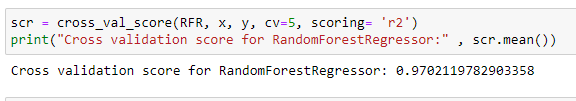 scr = cross_val_score(RFR, x, y, cv=5, scoring= 'r2')
print("Cross validation score for RandomForestRegressor:" , scr.mean())
Cross validation score for RandomForestRegressor: 0.9702119782903358